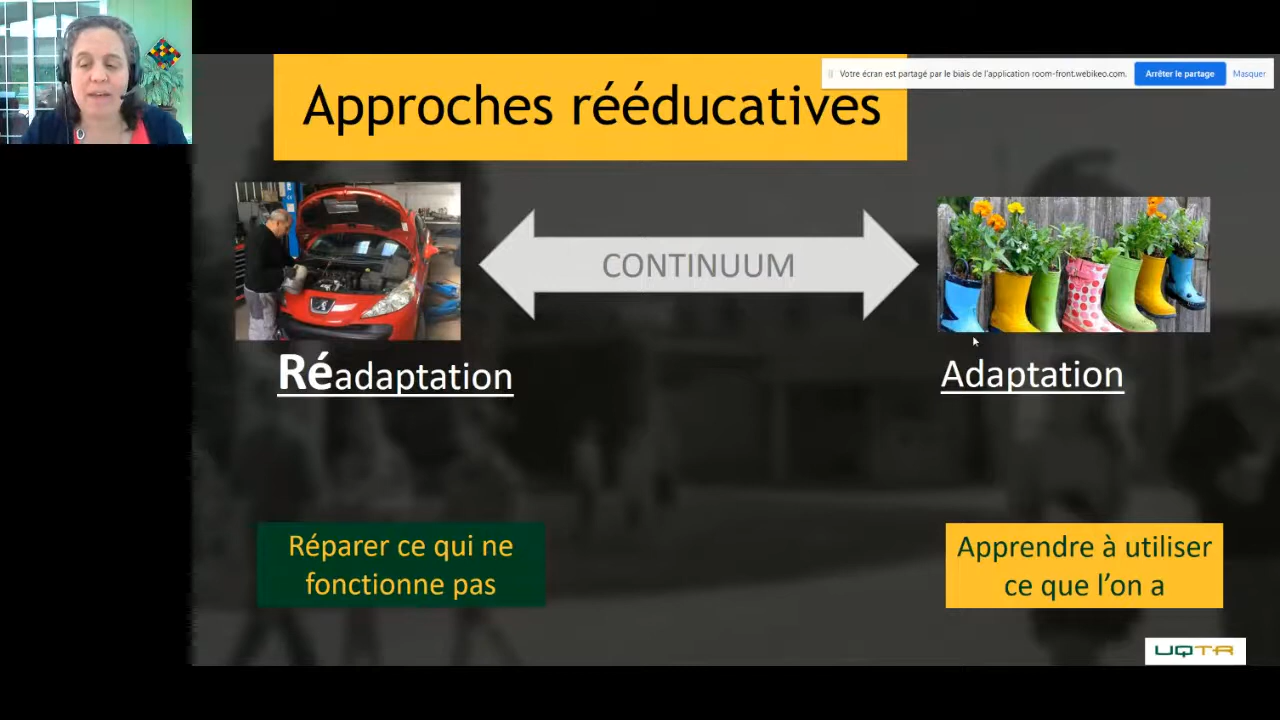 Approches rééducatives
Votre écran est partagé par le biais de l'application room-front.webikeo.com.
Arrêter le partage
Masquer
CONTINUUM
Réadaptation
Adaptation
Réparer ce qui ne
fonctionne pas
Apprendre à utiliser
ce que l'on a
UQTR